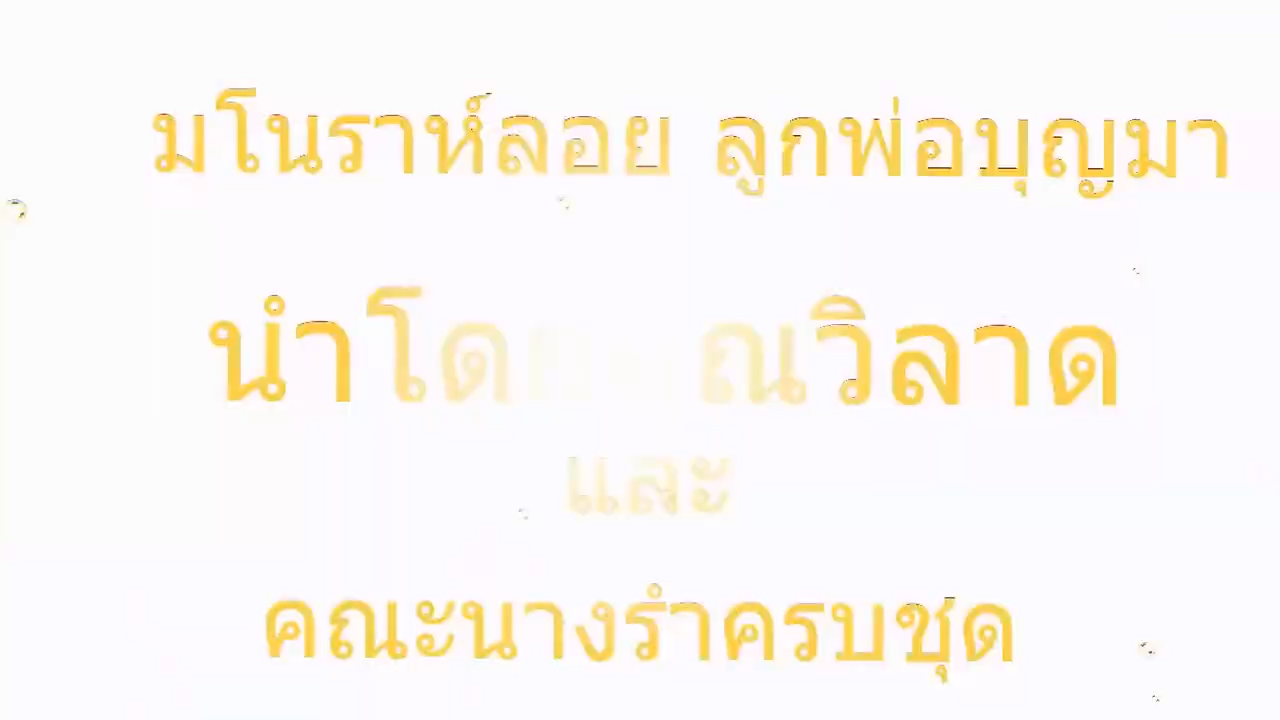 มโนราห์ลอย ลูกพ่อบุญมา
นำโดยคุณวิลาด
และ
คณะนางรำครบชุด